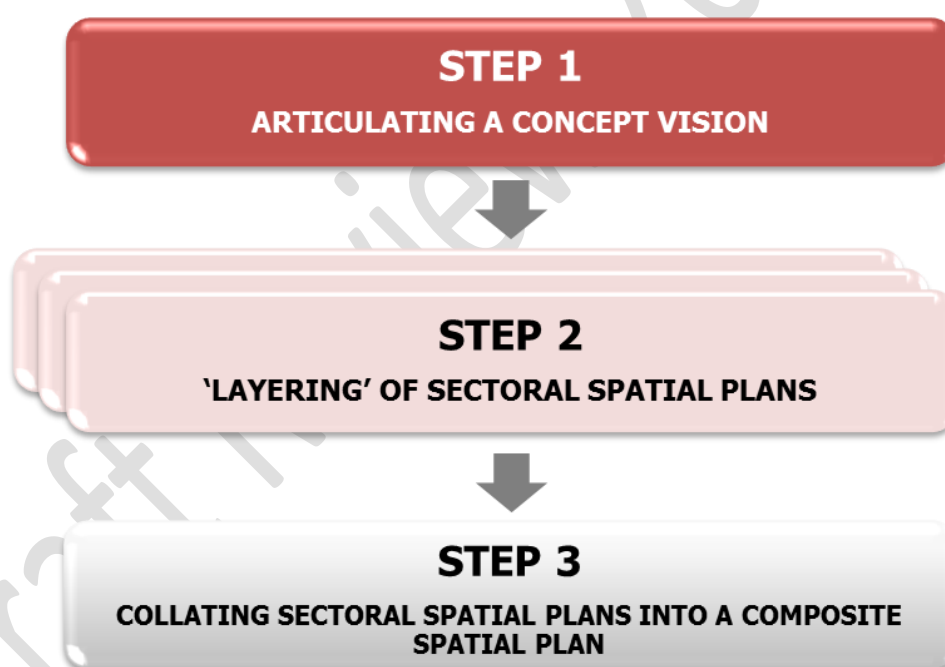 STEP 1
ARTICULATING A CONCEPT VISION
STEP 2
‘LAYERING’ OF SECTORAL SPATIAL PLANS
STEP 3
COLLATING SECTORAL SPATIAL PLANS INTO A COMPOSITE
SPATIAL PLAN